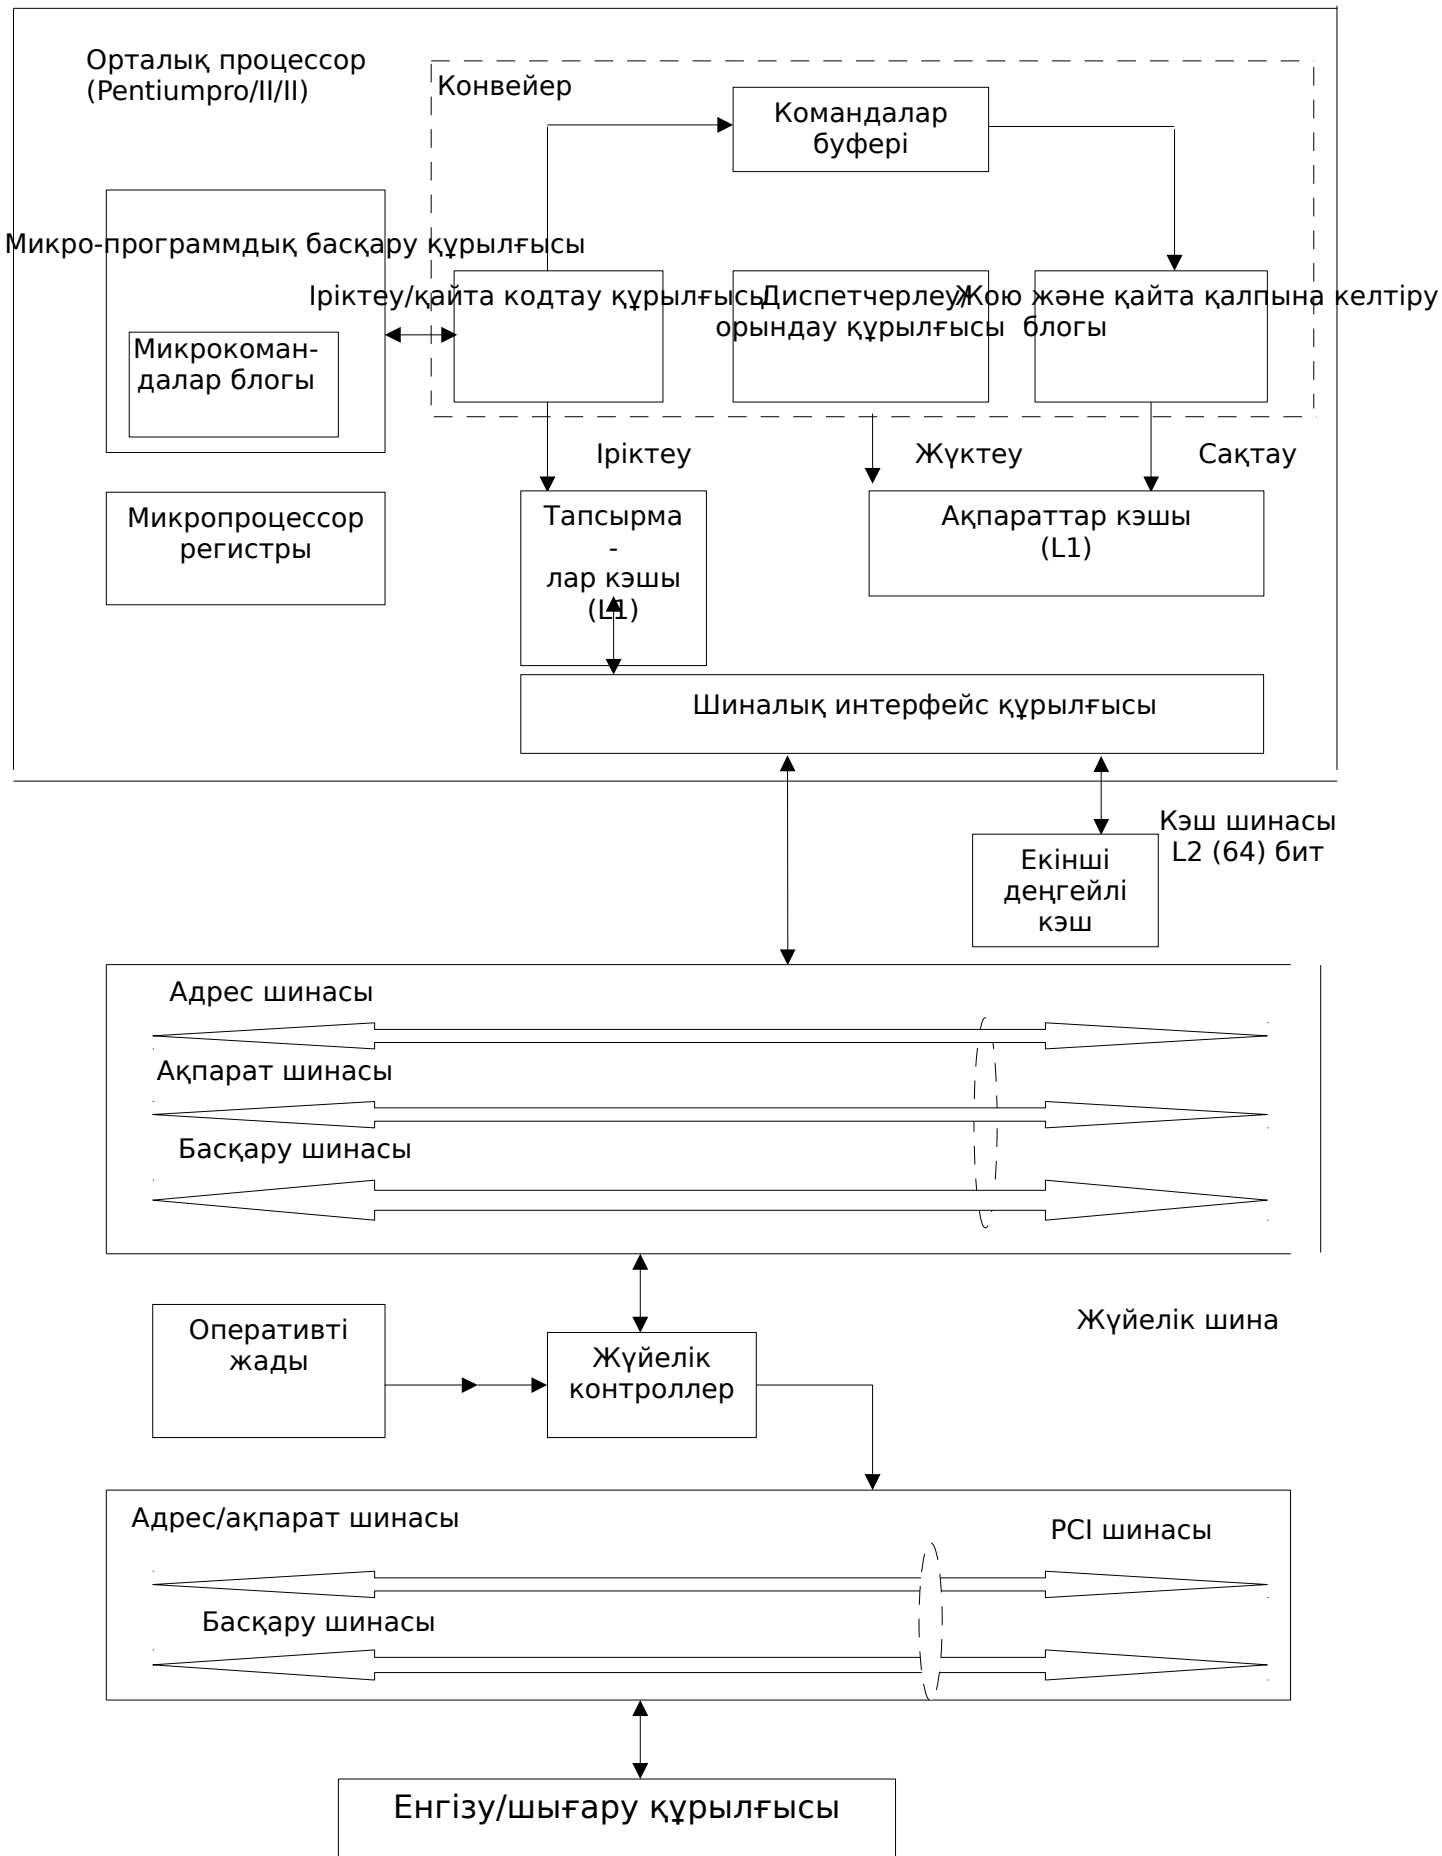 Орталық процессор
(Pentiumpro/II/II)
Конвейер
Командалар
буфері
Микро-программдық басқару құрылғысы
Іріктеу/қайта кодтау құрылғысы
Диспетчерлеу/
орындау құрылғысы
Жою және қайта қалпына келтіру
блогы
Микрокоман-
далар блогы
Іріктеу
Жүктеу
Сақтау
Микропроцессор
регистры
Тапсырма
-
лар кэшы
(L1)
Ақпараттар кэшы
(L1)
Шиналық интерфейс құрылғысы
Кэш шинасы
L2 (64) бит
Екінші
деңгейлі
кэш
Адрес шинасы
Ақпарат шинасы
Басқару шинасы
Жүйелік шина
Оперативті
жады
Жүйелік
контроллер
Адрес/ақпарат шинасы
PCI шинасы
Басқару шинасы
Енгізу/шығару құрылғысы